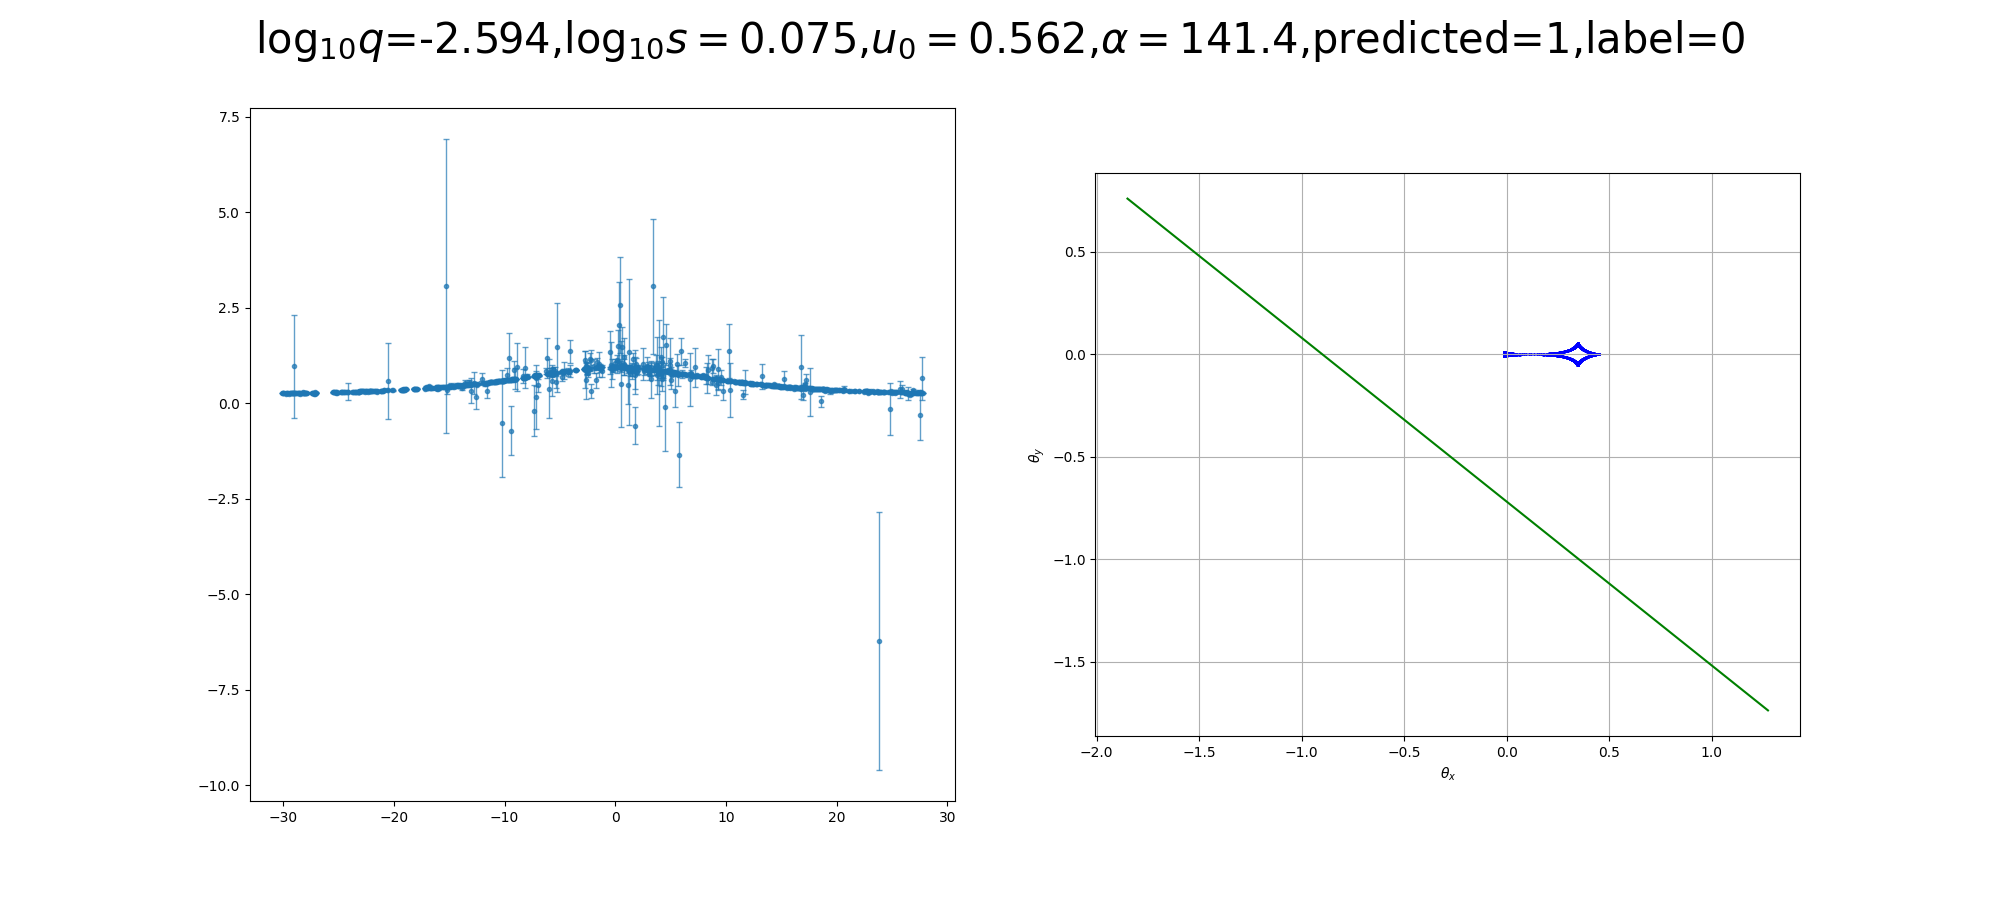 log₁₀q=-2.594,log₁₀s = 0.075,u₀ = 0.562,α = 141.4,predicted=1,label=0
7.5
5.0
2.5
0.0
−2.5
−5.0
−7.5
−10.0
−30 −20 −10 0 10 20 30
0.5
0.0
−0.5
−1.0
−1.5
θy
−2.0 −1.5 −1.0 −0.5 0.0 0.5 1.0
θx